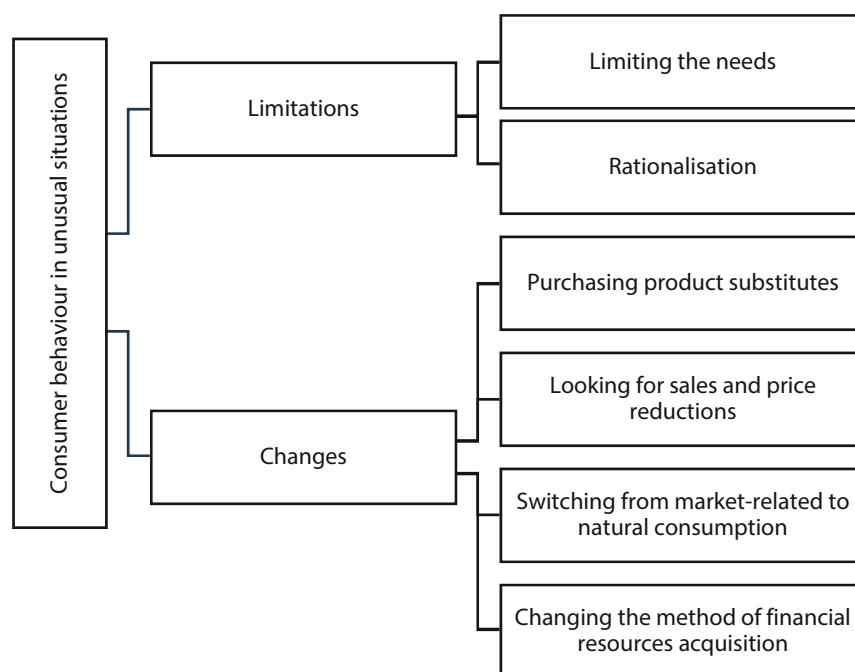 Consumer behaviour in unusual situations
Limitations
Limiting the needs
Rationalisation
Changes
Purchasing product substitutes
Looking for sales and price
reductions
Switching from market-related to
natural consumption
Changing the method of financial
resources acquisition